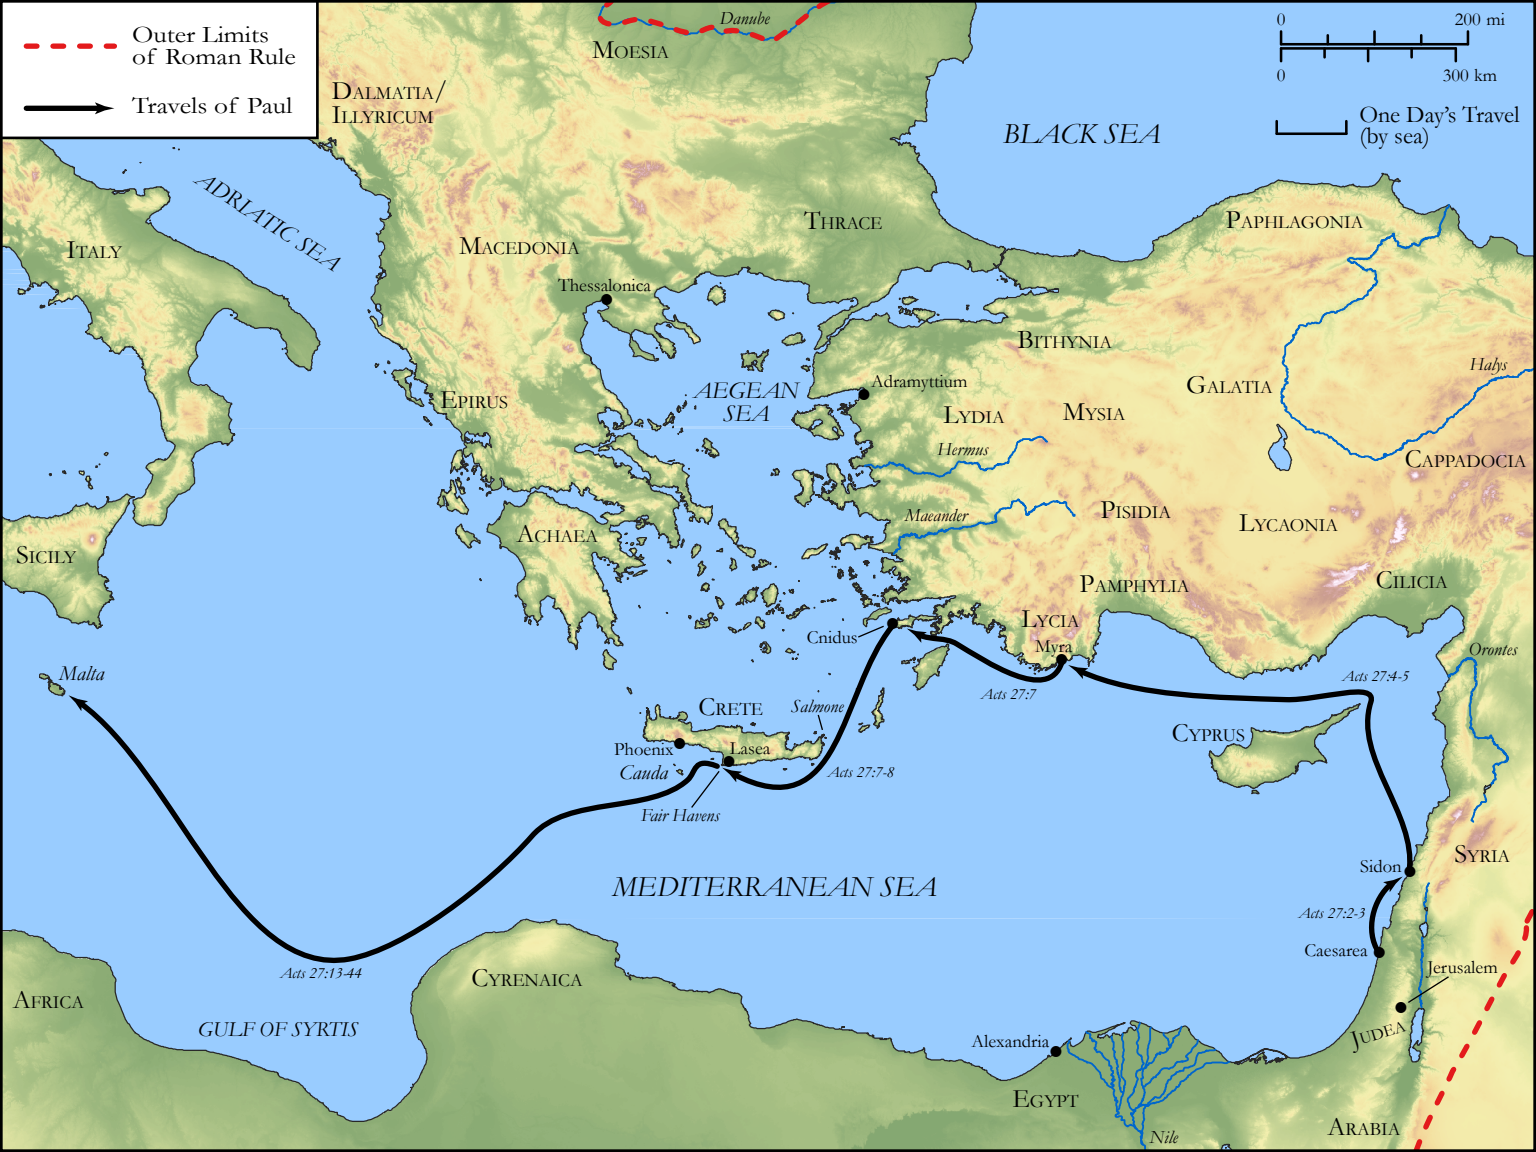 Outer Limits
of Roman Rule
Travels of Paul
0
200 mi
0
300 km
One Day's Travel
(by sea)
Danube
MOESIA
DALMATIA/
ILLYRICUM
BLACK SEA
ADRIATIC SEA
ITALY
MACEDONIA
THRACE
PAPHLAGONIA
Thessalonica
BITHYNIA
Halys
GALATIA
Adramyttium
AEGEAN
SEA
EPIRUS
LYDIA
MYSIA
Hermus
CAPPADOCIA
Maeander
PISIDIA
LYCAONIA
ACHAEA
SICILY
PAMPHYLIA
CILICIA
LYCIA
Cnidus
Myra
Orontes
Malta
Acts 27:7
Acts 27:4-5
CRETE
Salmone
CYPRUS
Phoenix
Lasea
Cauda
Acts 27:7-8
Fair Havens
SYRIA
Sidon
MEDITERRANEAN SEA
Acts 27:2-3
Caesarea
Jerusalem
Acts 27:13-44
CYRENAICA
AFRICA
GULF OF SYRTIS
JUDEA
Alexandria
EGYPT
ARABIA
Nile